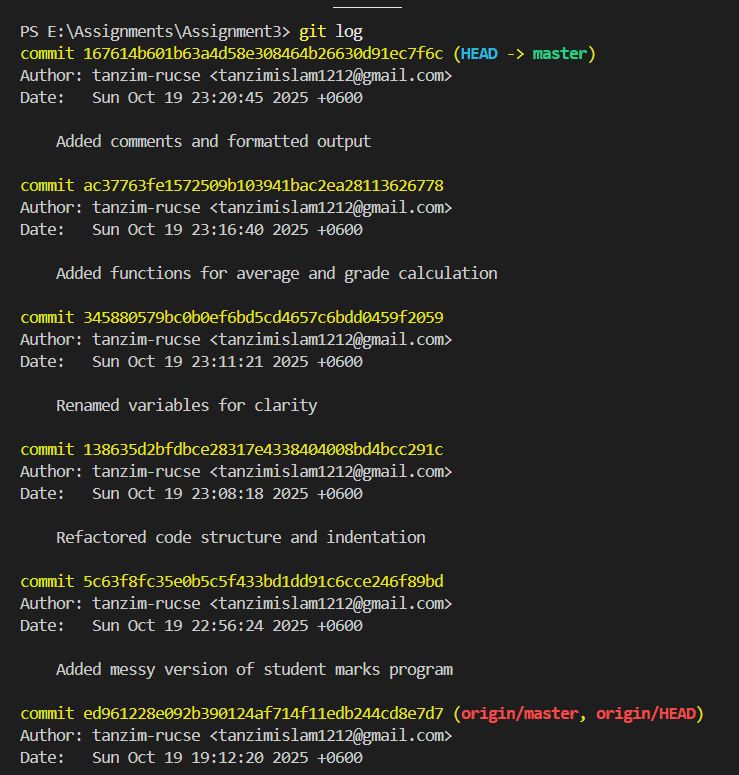 PS E:\Assignments\Assignment3> git log
commit 167614b601b63a4d58e308464b26630d91ec7f6c (HEAD -> master)
Author: tanzim-rucse <tanzimislam1212@gmail.com>
Date:   Sun Oct 19 23:20:45 2025 +0600
    Added comments and formatted output
commit ac37763fe1572509b103941bac2ea28113626778
Author: tanzim-rucse <tanzimislam1212@gmail.com>
Date:   Sun Oct 19 23:16:40 2025 +0600
    Added functions for average and grade calculation
commit 345880579bc0b0ef6bd5cd4657c6bdd0459f2059
Author: tanzim-rucse <tanzimislam1212@gmail.com>
Date:   Sun Oct 19 23:11:21 2025 +0600
    Renamed variables for clarity
commit 138635d2bfdbce28317e4338404008bd4bcc291c
Author: tanzim-rucse <tanzimislam1212@gmail.com>
Date:   Sun Oct 19 23:08:18 2025 +0600
    Refactored code structure and indentation
commit 5c63f8fc35e0b5c5f433bd1dd91c6cce246f89bd
Author: tanzim-rucse <tanzimislam1212@gmail.com>
Date:   Sun Oct 19 22:56:24 2025 +0600
    Added messy version of student marks program
commit ed961228e092b390124af714f11edb244cd8e7d7 (origin/master, origin/HEAD)
Author: tanzim-rucse <tanzimislam1212@gmail.com>
Date:   Sun Oct 19 19:12:20 2025 +0600